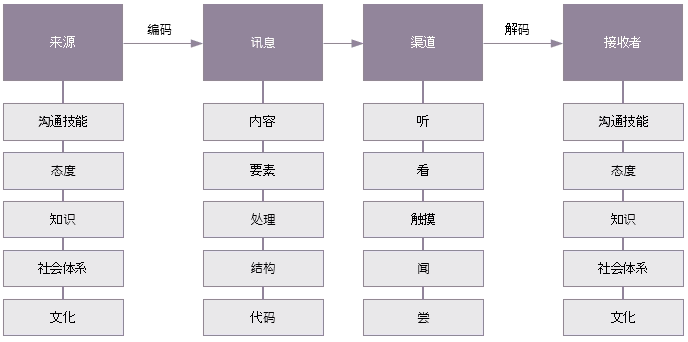 来源
编码
讯息
渠道
解码
接收者
沟通技能
内容
听
沟通技能
态度
要素
看
态度
知识
处理
触摸
知识
社会体系
结构
闻
社会体系
文化
代码
尝
文化